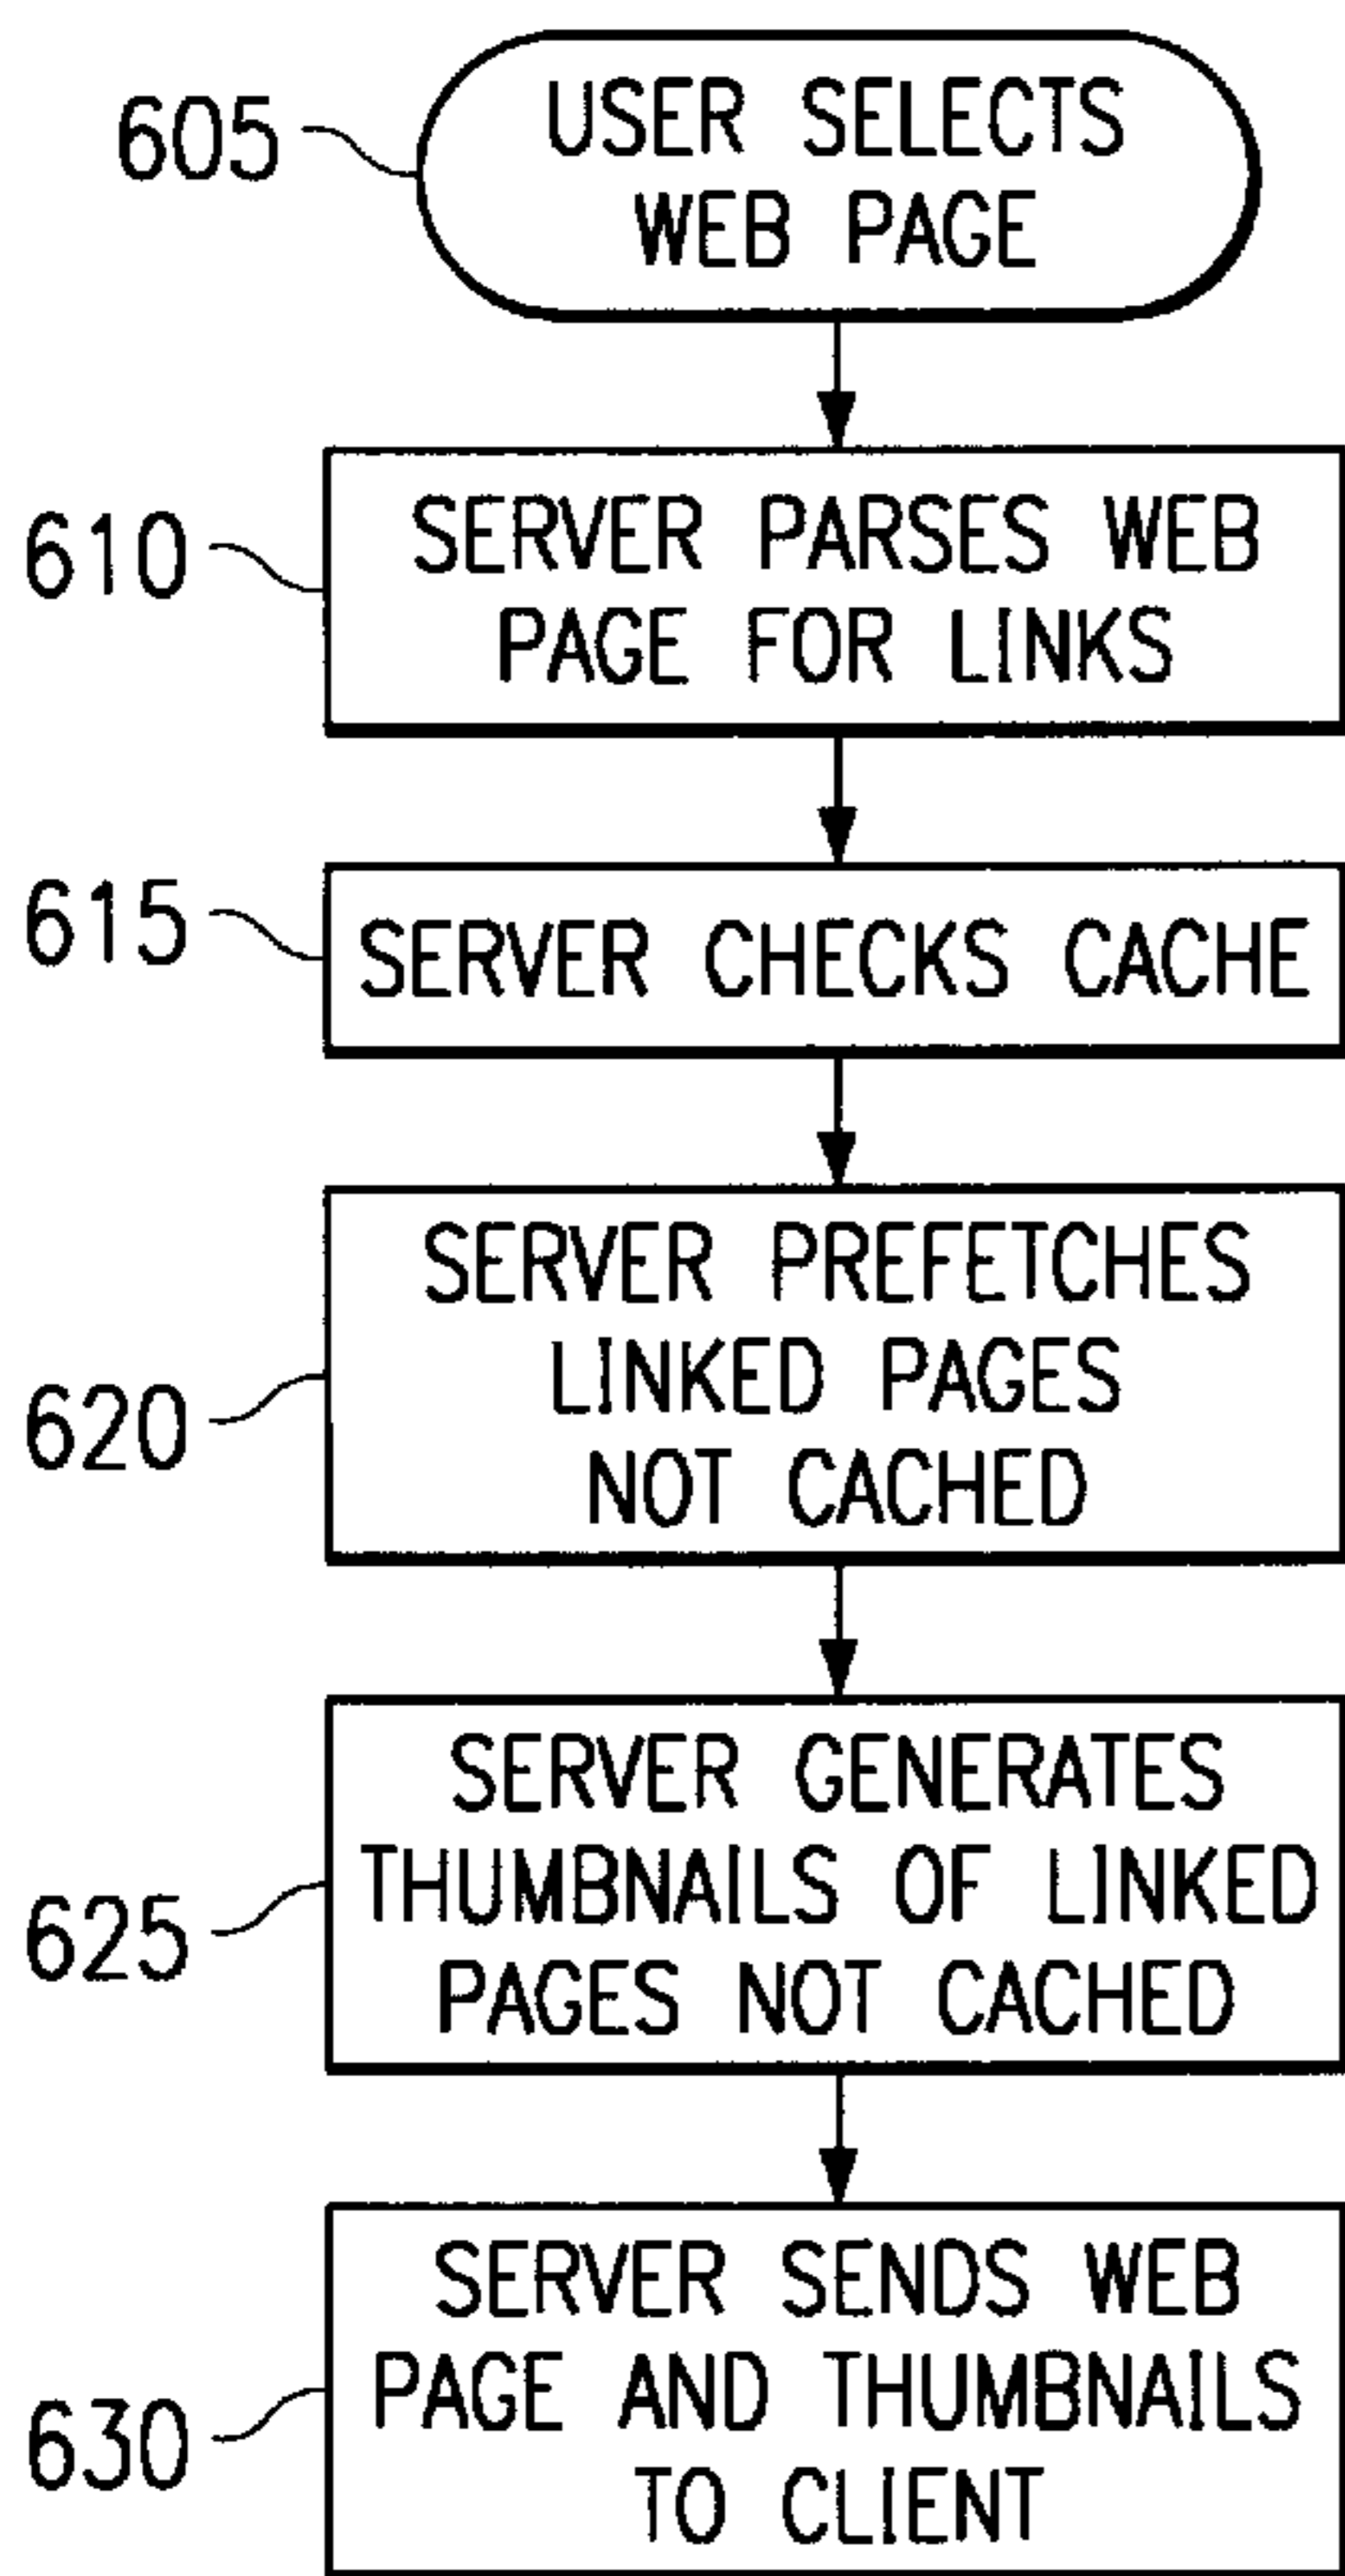 605
USER SELECTS
WEB PAGE
610
SERVER PARSES WEB
PAGE FOR LINKS
615
SERVER CHECKS CACHE
620
SERVER PREFETCHES
LINKED PAGES
NOT CACHED
625
SERVER GENERATES
THUMBNAILS OF LINKED
PAGES NOT CACHED
630
SERVER SENDS WEB
PAGE AND THUMBNAILS
TO CLIENT